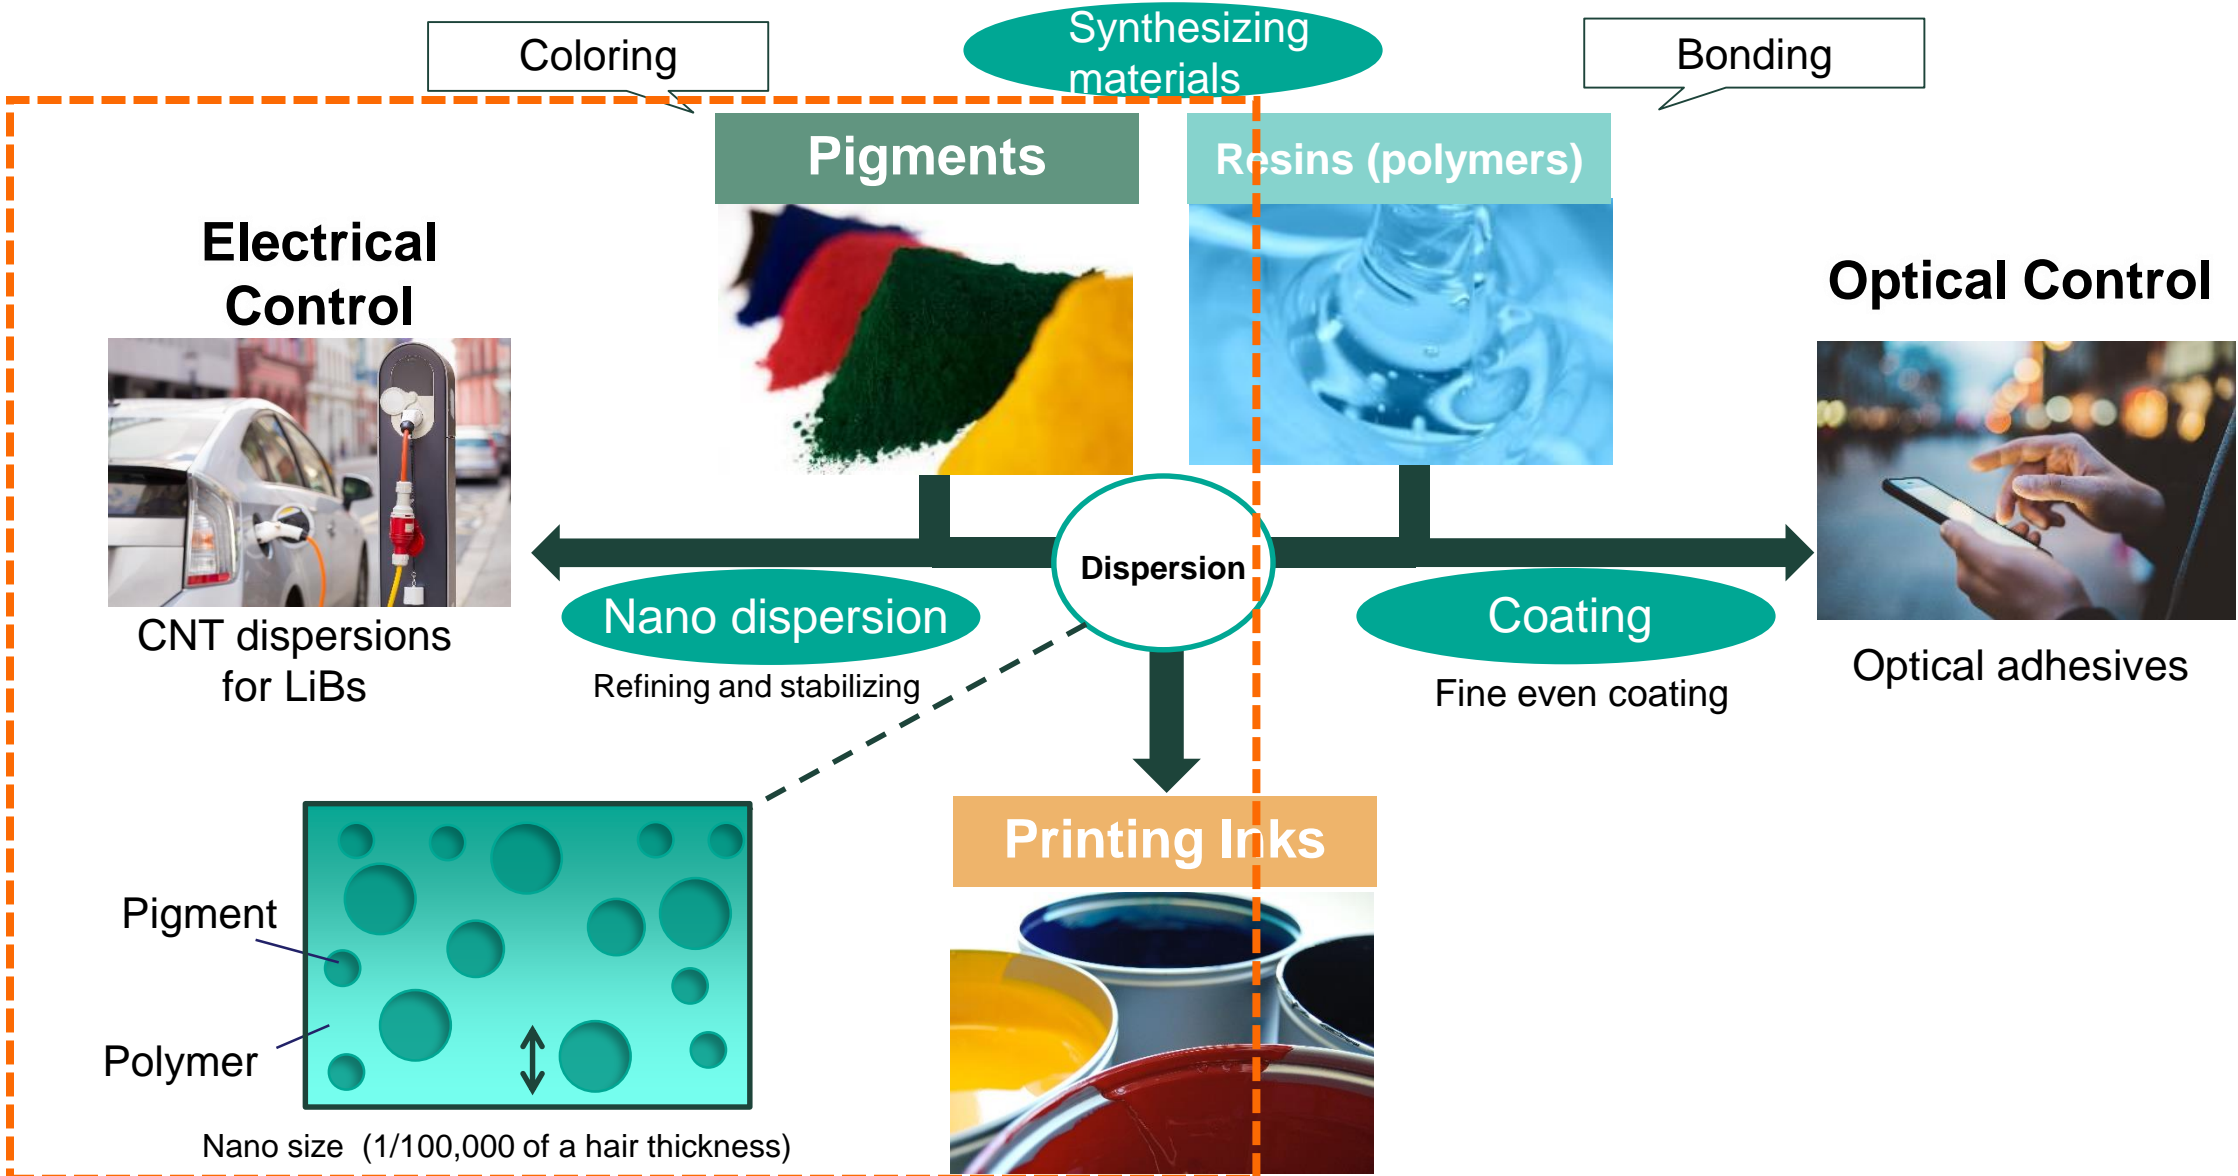 Synthesizing
materials
Coloring
Bonding
Pigments
Resins (polymers)
Electrical
Control
Optical Control
Dispersion
CNT dispersions
for LiBs
Nano dispersion
Refining and stabilizing
Coating
Fine even coating
Optical adhesives
Printing Inks
Pigment
Polymer
Nano size (1/100,000 of a hair thickness)